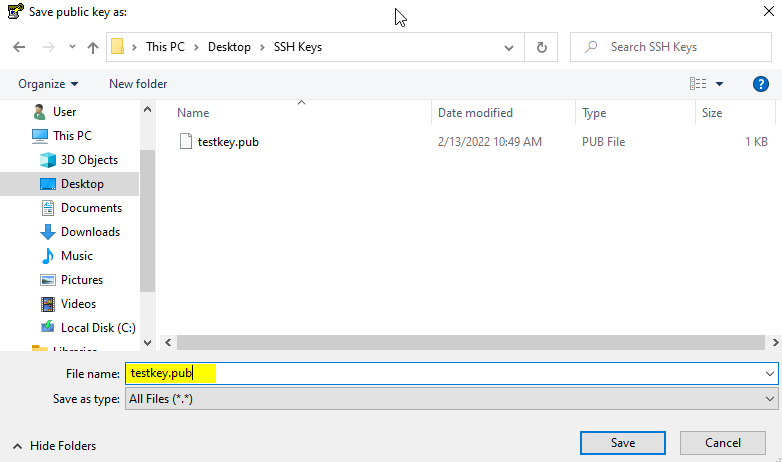 Save public key as:
This PC > Desktop > SSH Keys
Search SSH Keys
Organize
New folder
?
User
This PC
3D Objects
Desktop
Documents
Downloads
Music
Pictures
Videos
Local Disk (C:)
Libraries
Name
Date modified
Type
Size
testkey.pub
2/13/2022 10:49 AM
PUB File
1 KB
File name:
testkey.pub
Save as type:
All Files (*.*)
Hide Folders
Save
Cancel